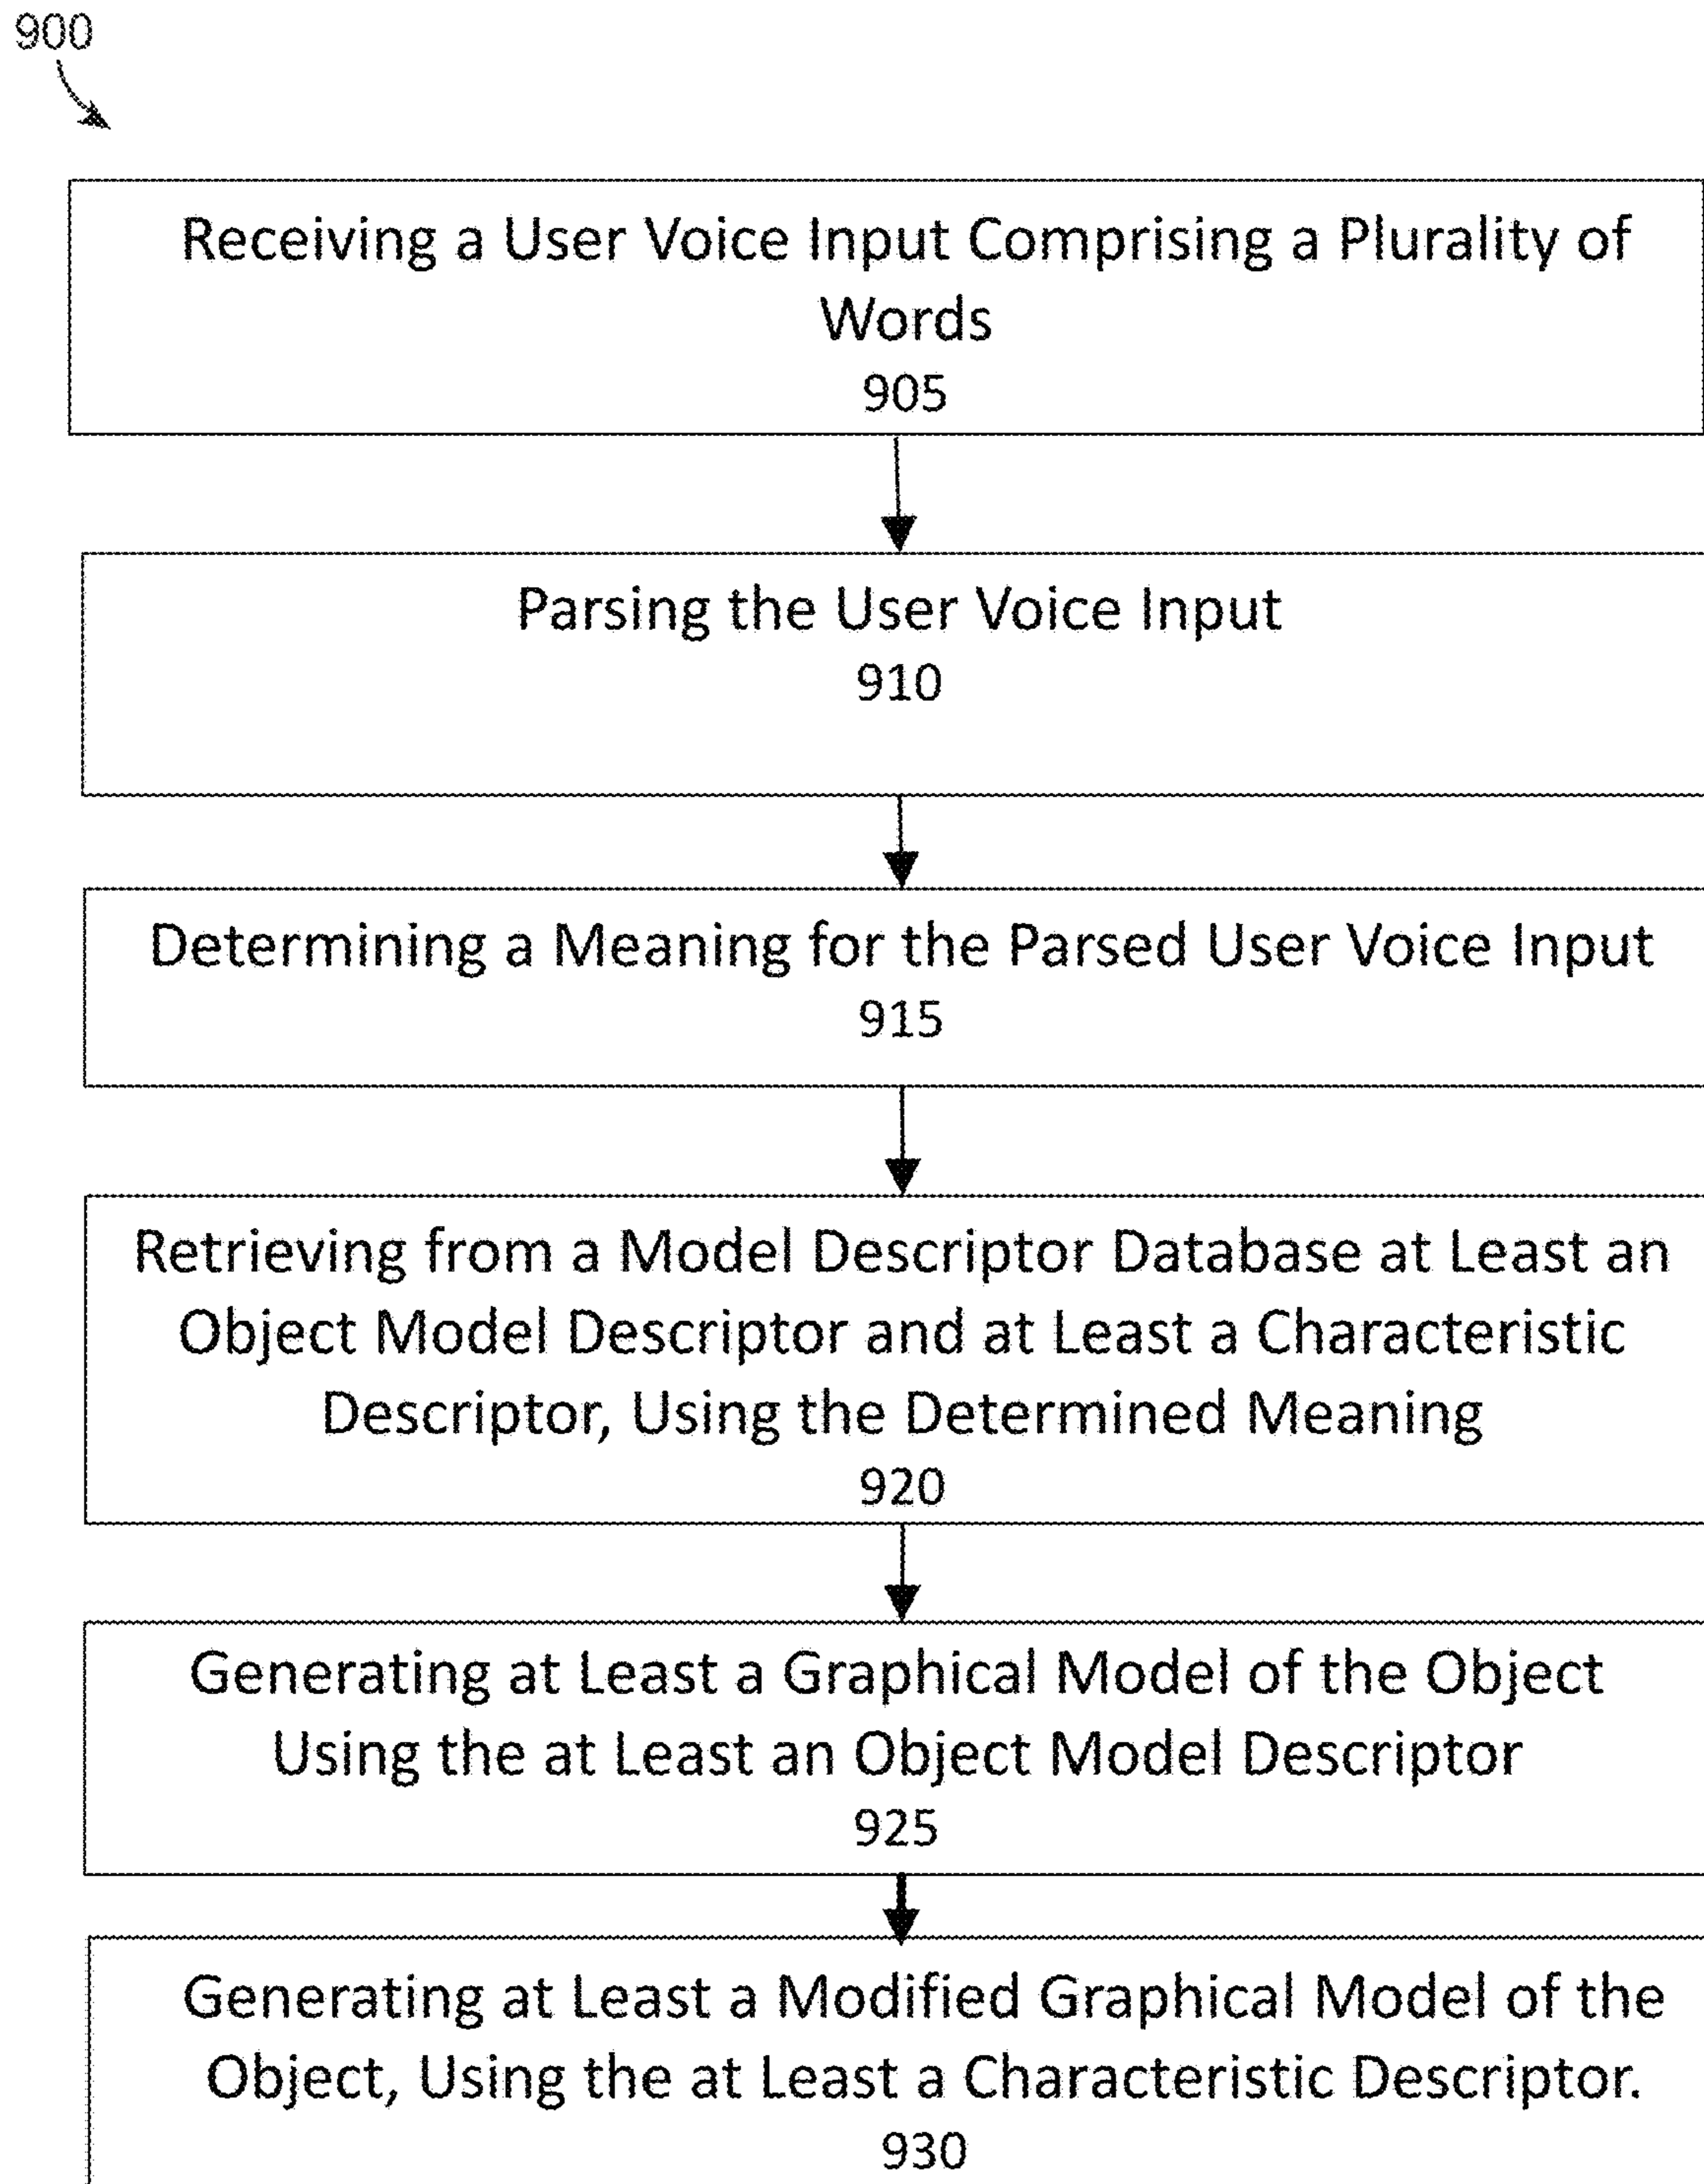 900
Receiving a User Voice Input Comprising a Plurality of
Words
905
Parsing the User Voice Input
910
Determining a Meaning for the Parsed User Voice Input
915
Retrieving from a Model Descriptor Database at Least an
Object Model Descriptor and at Least a Characteristic
Descriptor, Using the Determined Meaning
920
Generating at Least a Graphical Model of the Object
Using the at Least an Object Model Descriptor
925
Generating at Least a Modified Graphical Model of the
Object, Using the at Least a Characteristic Descriptor.
930